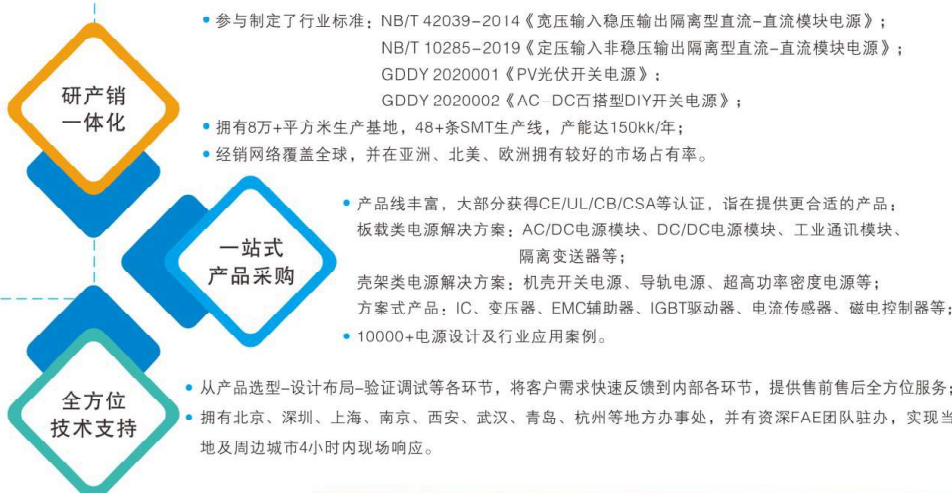 研产销
一体化
• 参与制定了行业标准：NB/T 42039-2014《宽压输入稳压输出隔离型直流-直流模块电源》；
NB/T 10285-2019《定压输入非稳压输出隔离型直流-直流模块电源》；
GDDY 2020001《PV光伏开关电源》；
GDDY 2020002《AC-DC百搭型DIY开关电源》；
• 拥有8万+平方米生产基地，48+条SMT生产线，产能达150kk/年；
• 经销网络覆盖全球，并在亚洲、北美、欧洲拥有较好的市场占有率。
一站式
产品采购
• 产品线丰富，大部分获得CE/UL/CB/CSA等认证，诣在提供更合适的产品；
板载类电源解决方案：AC/DC电源模块、DC/DC电源模块、工业通讯模块、
隔离变送器等；
壳架类电源解决方案：机壳开关电源、导轨电源、超高功率密度电源等；
方案式产品：IC、变压器、EMC辅助器、IGBT驱动器、电流传感器、磁电控制器等；
• 10000+电源设计及行业应用案例。
全方位
技术支持
• 从产品选型-设计布局-验证调试等各环节，将客户需求快速反馈到内部各环节，提供售前售后全方位服务；
• 拥有北京、深圳、上海、南京、西安、武汉、青岛、杭州等地方办事处，并有资深FAE团队驻办，实现当
地及周边城市4小时内现场响应。